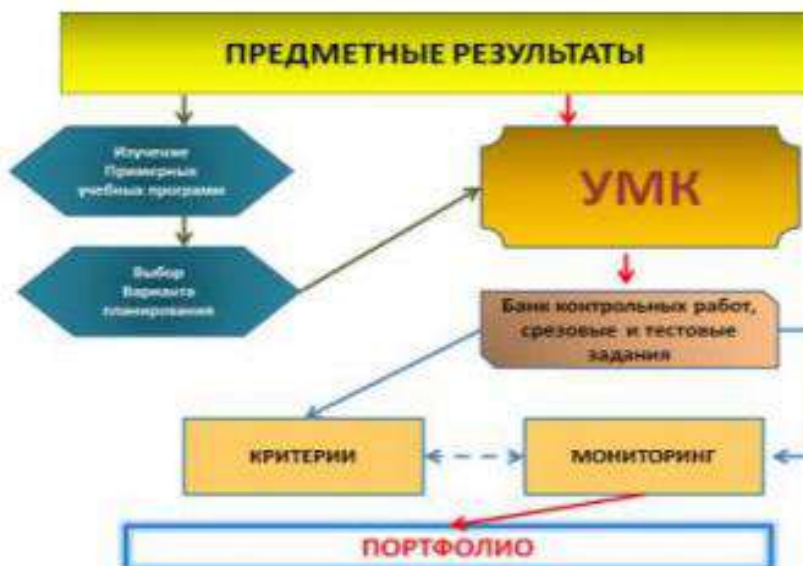 ПРЕДМЕТНЫЕ РЕЗУЛЬТАТЫ
Изучение
Примерных
учебных программ
УМК
Выбор
Варианта
планирования
Банк контрольных работ,
срезовые и тестовые
задания
КРИТЕРИИ
МОНИТОРИНГ
ПОРТФОЛИО